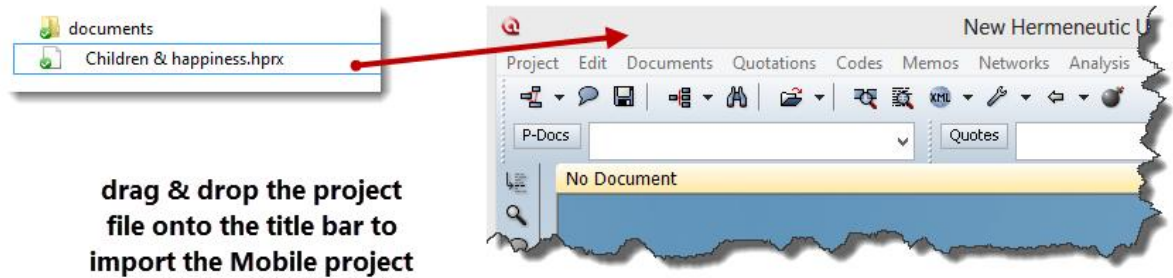 documents
Children & happiness.hprx
New Hermeneutic U
Project Edit Documents Quotations Codes Memos Networks Analysis
XML
P-Docs Quotes
No Document
drag & drop the project
file onto the title bar to
import the Mobile project